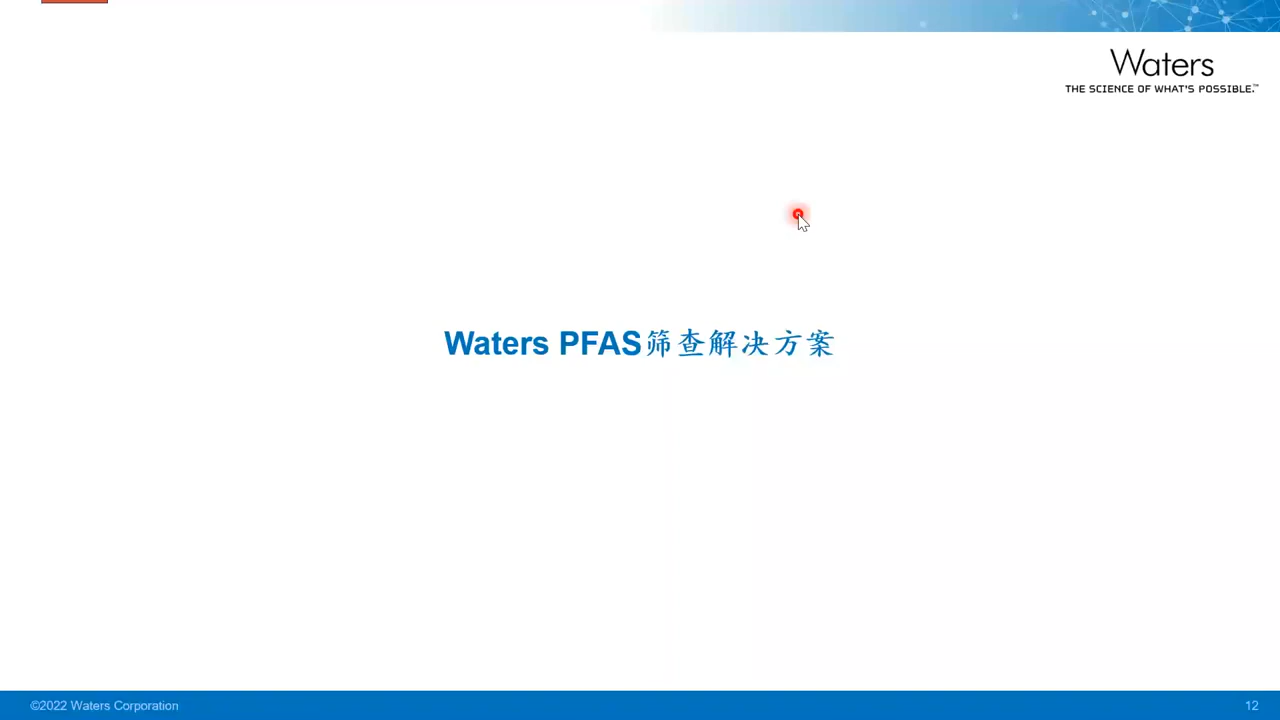 Waters
THE SCIENCE OF WHAT'S POSSIBLE.™
Waters PFAS筛查解决方案
©2022 Waters Corporation
12